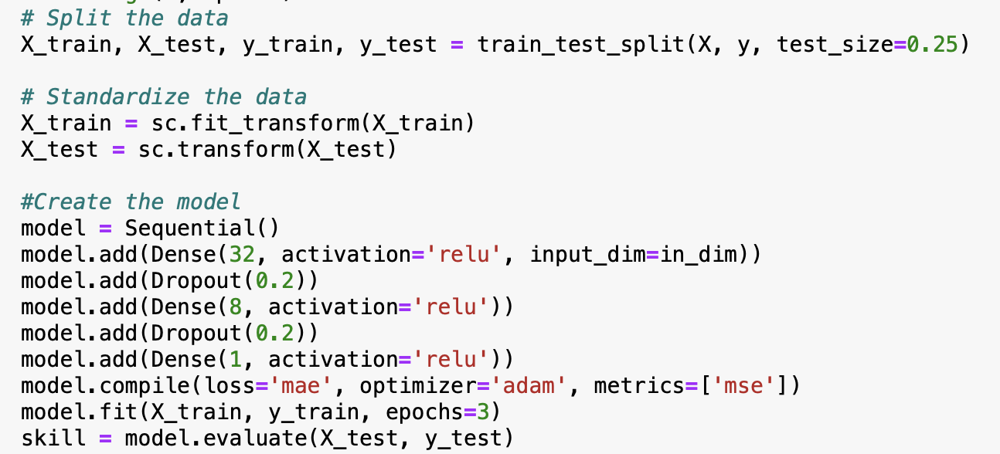 # Split the data
X_train, X_test, y_train, y_test = train_test_split(X, y, test_size=0.25)
# Standardize the data
X_train = sc.fit_transform(X_train)
X_test = sc.transform(X_test)
#Create the model
model = Sequential()
model.add(Dense(32, activation='relu', input_dim=in_dim))
model.add(Dropout(0.2))
model.add(Dense(8, activation='relu'))
model.add(Dropout(0.2))
model.add(Dense(1, activation='relu'))
model.compile(loss='mae', optimizer='adam', metrics=['mse'])
model.fit(X_train, y_train, epochs=3)
skill = model.evaluate(X_test, y_test)